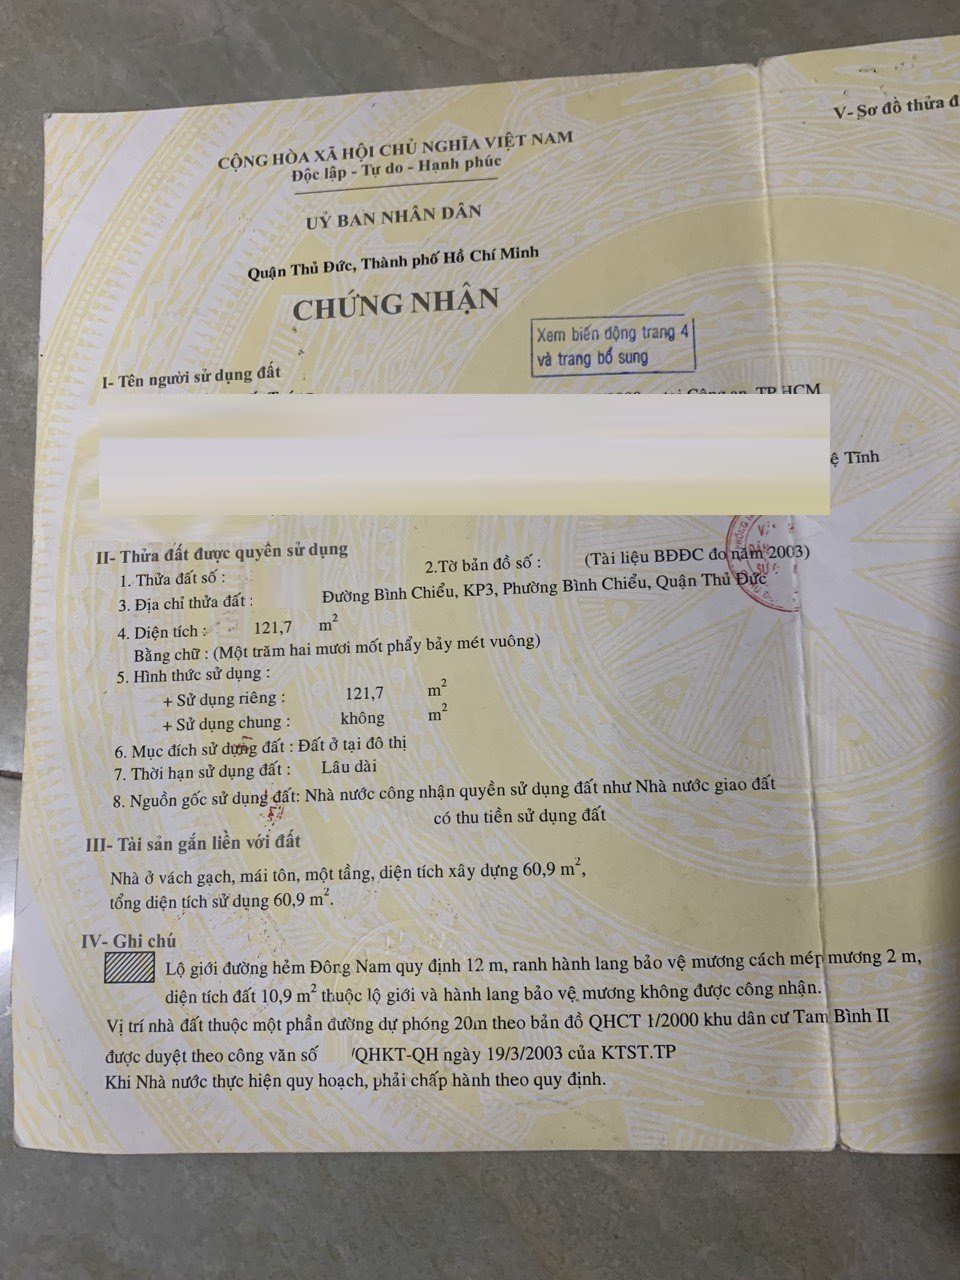 V- Sơ đồ thửa đ
CỘNG HÒA XÃ HỘI CHỦ NGHĨA VIỆT NAM
Độc lập - Tự do - Hạnh phúc
UỶ BAN NHÂN DÂN
Quận Thủ Đức, Thành phố Hồ Chí Minh
CHỨNG NHẬN
Xem biến động trang 4
và trang bổ sung
I- Tên người sử dụng đất
tại Công an TP.HCM
ệ Tĩnh
II- Thửa đất được quyền sử dụng
1. Thửa đất số :
2.Tờ bản đồ số : (Tài liệu BĐĐC đo năm 2003)
3. Địa chỉ thửa đất : Đường Bình Chiểu, KP3, Phường Bình Chiểu, Quận Thủ Đức
4. Diện tích : 121,7 m²
Bằng chữ : (Một trăm hai mươi mốt phẩy bảy mét vuông)
5. Hình thức sử dụng :
+ Sử dụng riêng : 121,7 m²
+ Sử dụng chung : không m²
6. Mục đích sử dụng đất : Đất ở tại đô thị
7. Thời hạn sử dụng đất : Lâu dài
8. Nguồn gốc sử dụng đất: Nhà nước công nhận quyền sử dụng đất như Nhà nước giao đất
có thu tiền sử dụng đất
III- Tài sản gắn liền với đất
Nhà ở vách gạch, mái tôn, một tầng, diện tích xây dựng 60,9 m²,
tổng diện tích sử dụng 60,9 m².
IV- Ghi chú
Lộ giới đường hẻm Đông Nam quy định 12 m, ranh hành lang bảo vệ mương cách mép mương 2 m,
diện tích đất 10,9 m² thuộc lộ giới và hành lang bảo vệ mương không được công nhận.
Vị trí nhà đất thuộc một phần đường dự phóng 20m theo bản đồ QHCT 1/2000 khu dân cư Tam Bình II
được duyệt theo công văn số /QHKT-QH ngày 19/3/2003 của KTST.TP
Khi Nhà nước thực hiện quy hoạch, phải chấp hành theo quy định.